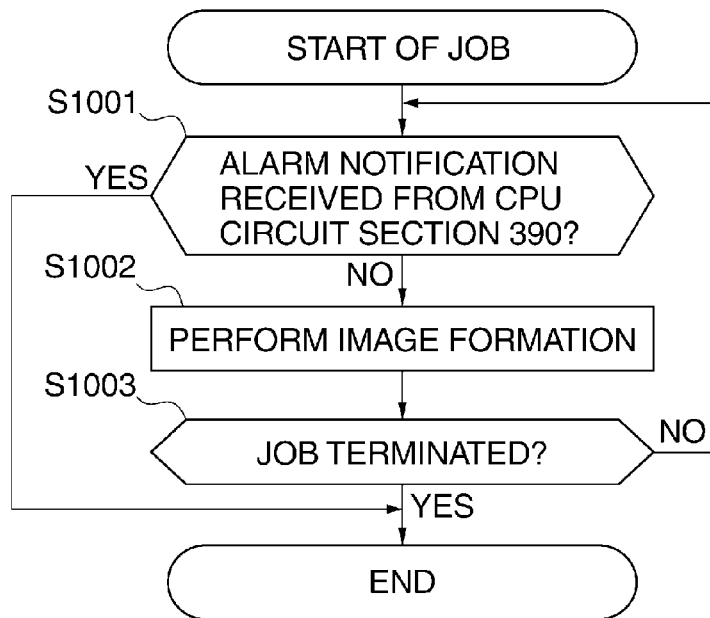 START OF JOB
S1001
YES
ALARM NOTIFICATION
RECEIVED FROM CPU
CIRCUIT SECTION 390?
S1002
NO
PERFORM IMAGE FORMATION
S1003
JOB TERMINATED?
NO
YES
END